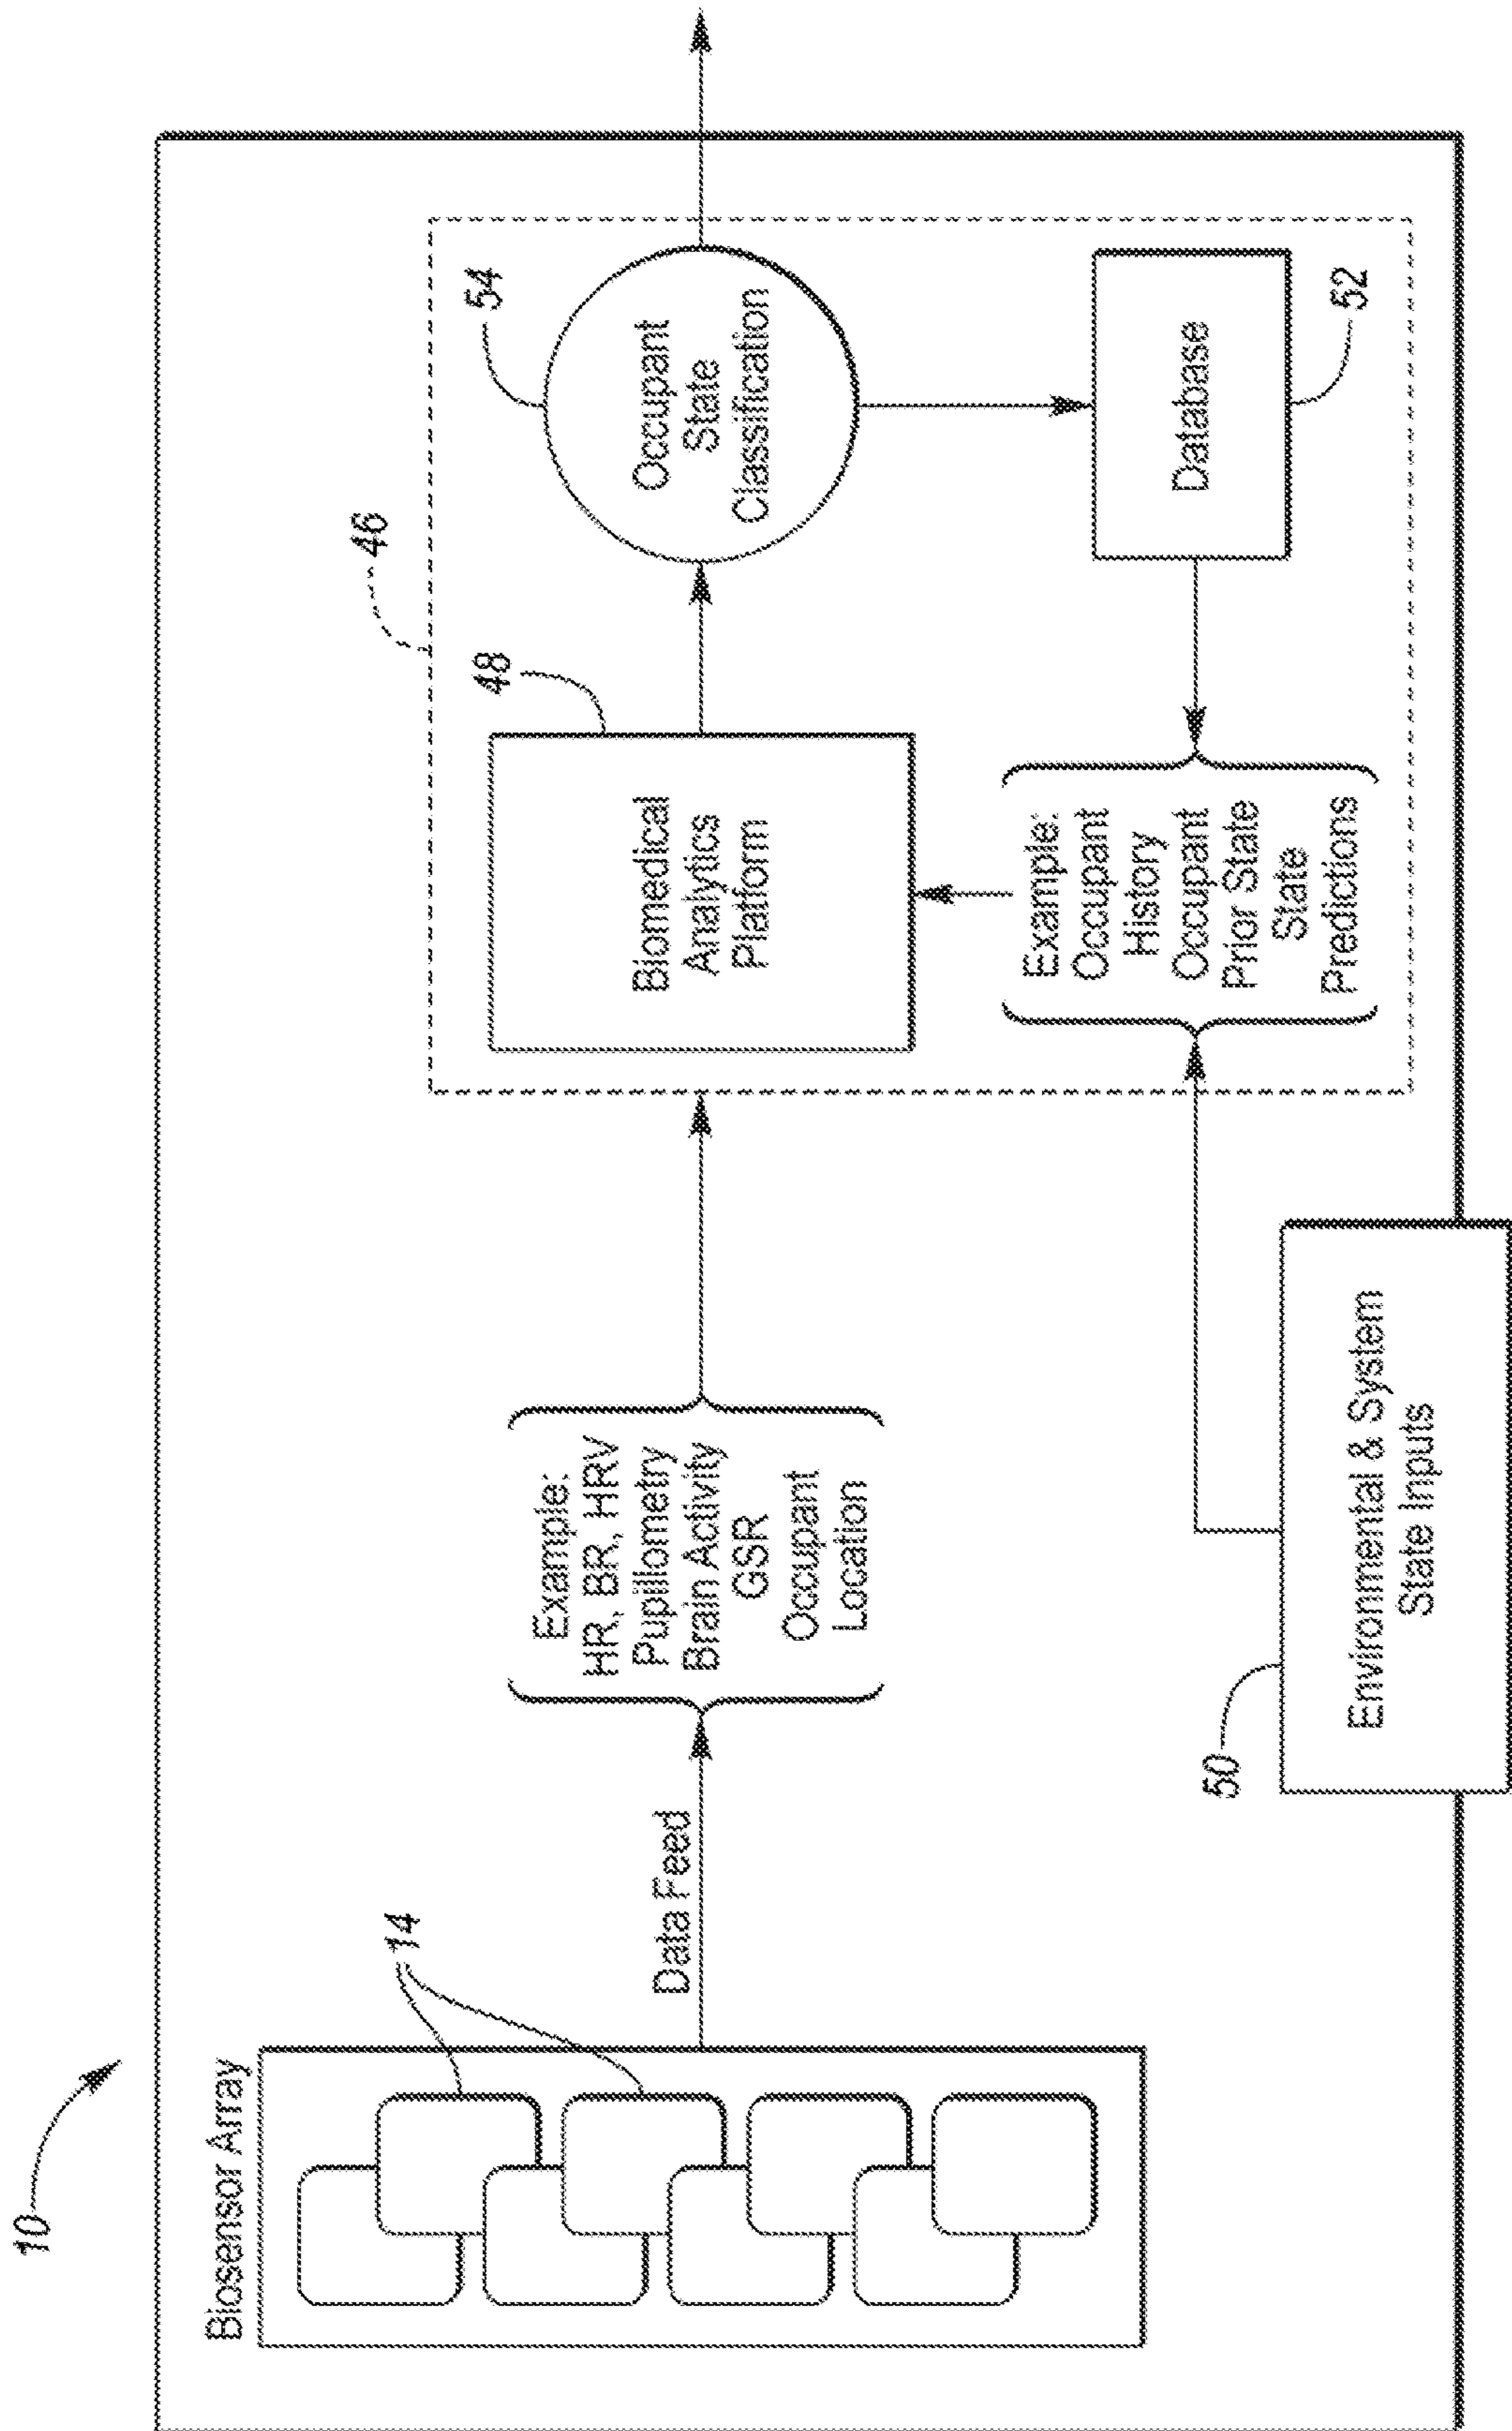 10
Biosensor Array
14
Data Feed
Example:
HR, BR, HRV
Pupillometry
Brain Activity
GSR
Occupant
Location
46
48
Biomedical
Analytics
Platform
54
Occupant
State
Classification
Example:
Occupant
History
Occupant
Prior State
State
Predictions
Database
52
50
Environmental & System
State Inputs